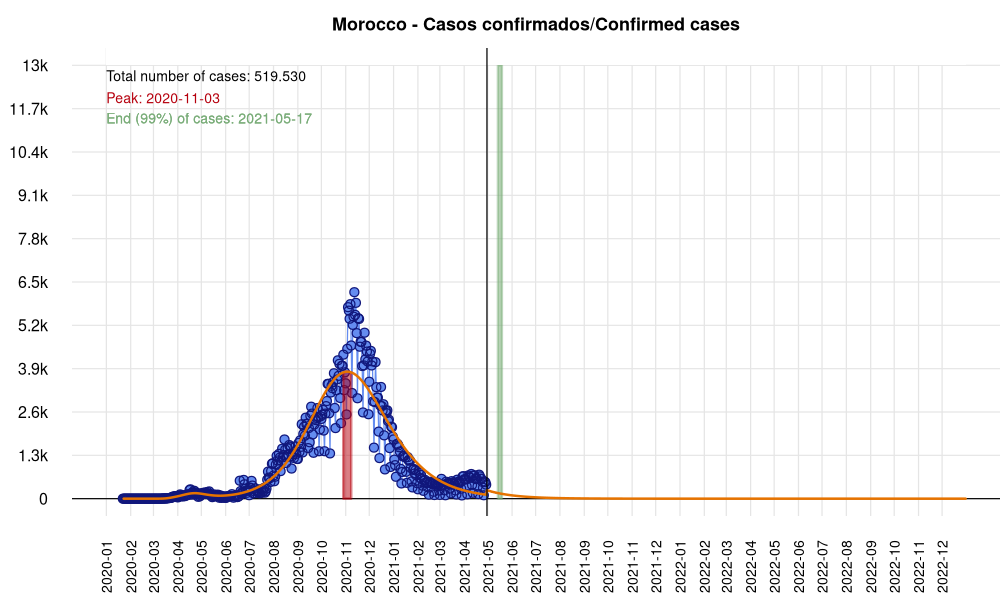 Morocco - Casos confirmados/Confirmed cases
Total number of cases: 519.530
Peak: 2020-11-03
End (99%) of cases: 2021-05-17
13k
11.7k
10.4k
9.1k
7.8k
6.5k
5.2k
3.9k
2.6k
1.3k
0
2020-01
2020-02
2020-03
2020-04
2020-05
2020-06
2020-07
2020-08
2020-09
2020-10
2020-11
2020-12
2021-01
2021-02
2021-03
2021-04
2021-05
2021-06
2021-07
2021-08
2021-09
2021-10
2021-11
2021-12
2022-01
2022-02
2022-03
2022-04
2022-05
2022-06
2022-07
2022-08
2022-09
2022-10
2022-11
2022-12